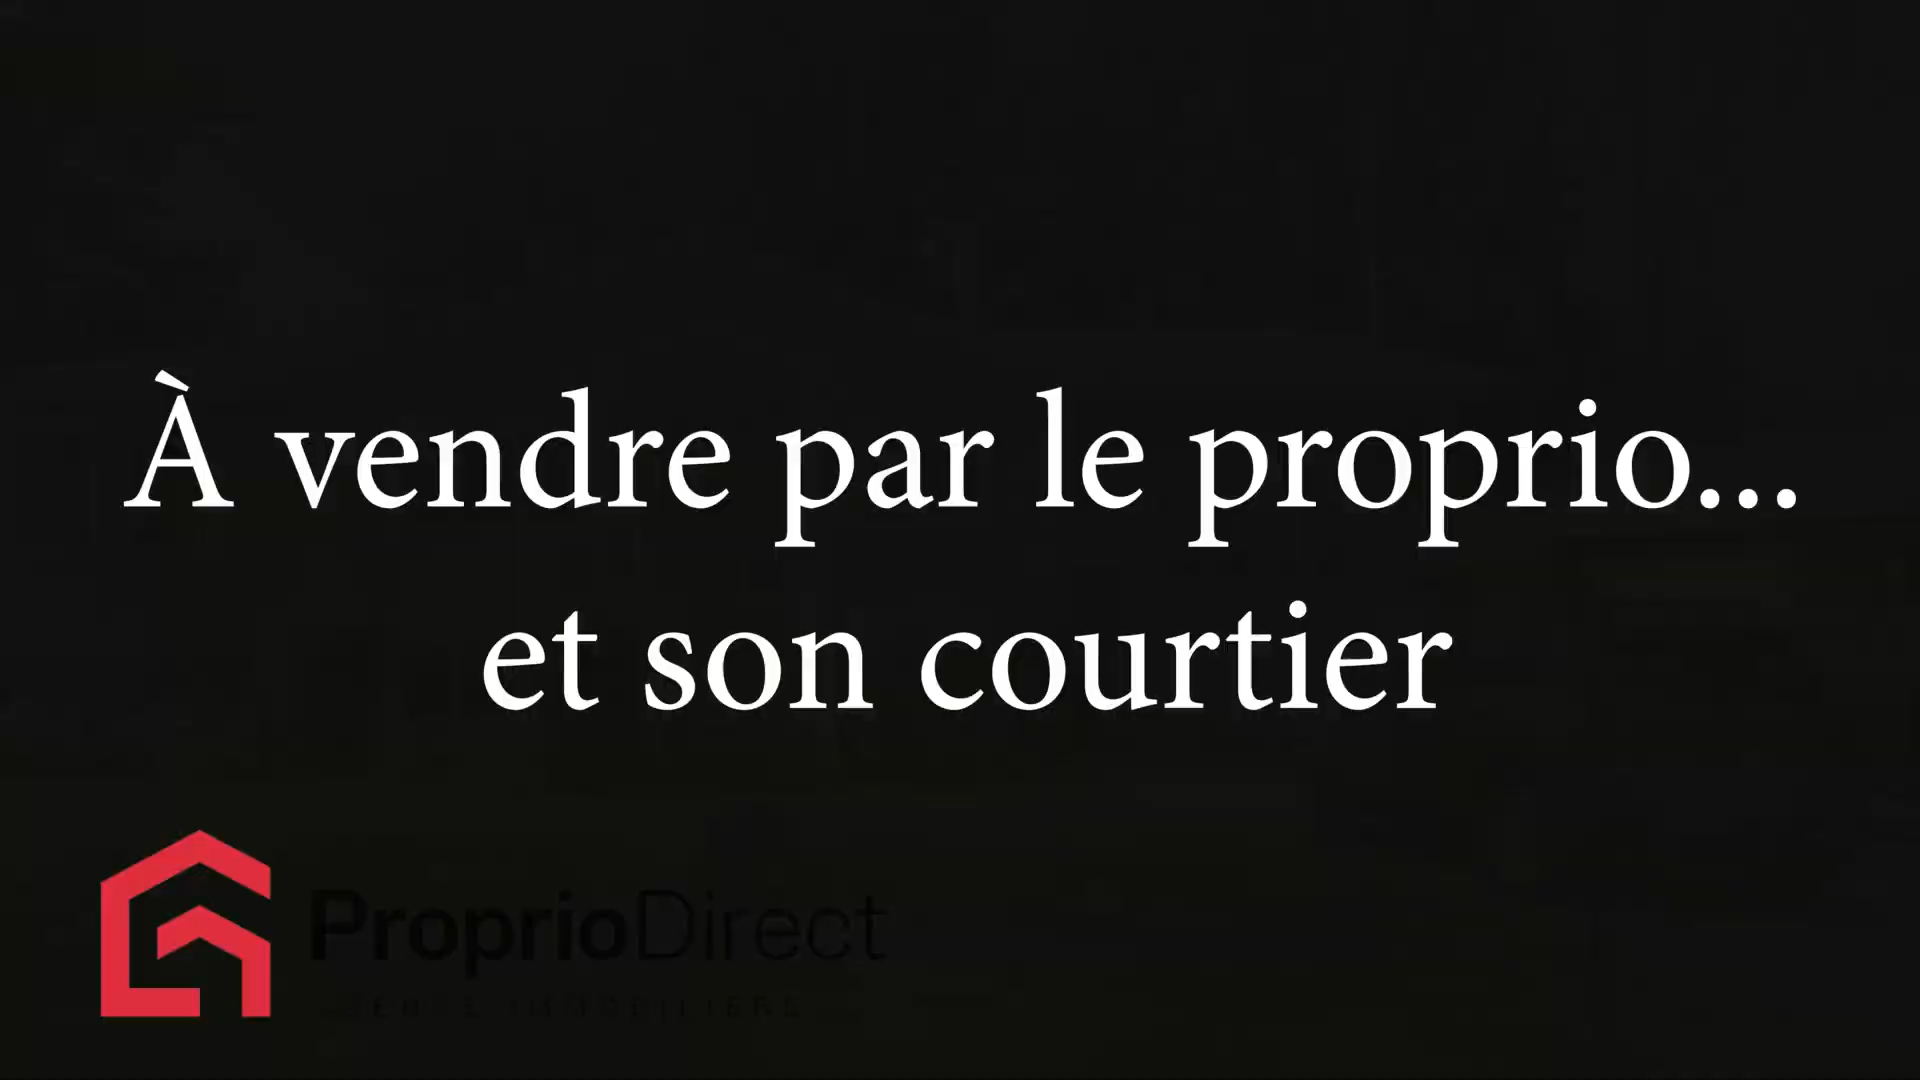 À vendre par le proprio...
et son courtier
ProprioDirect